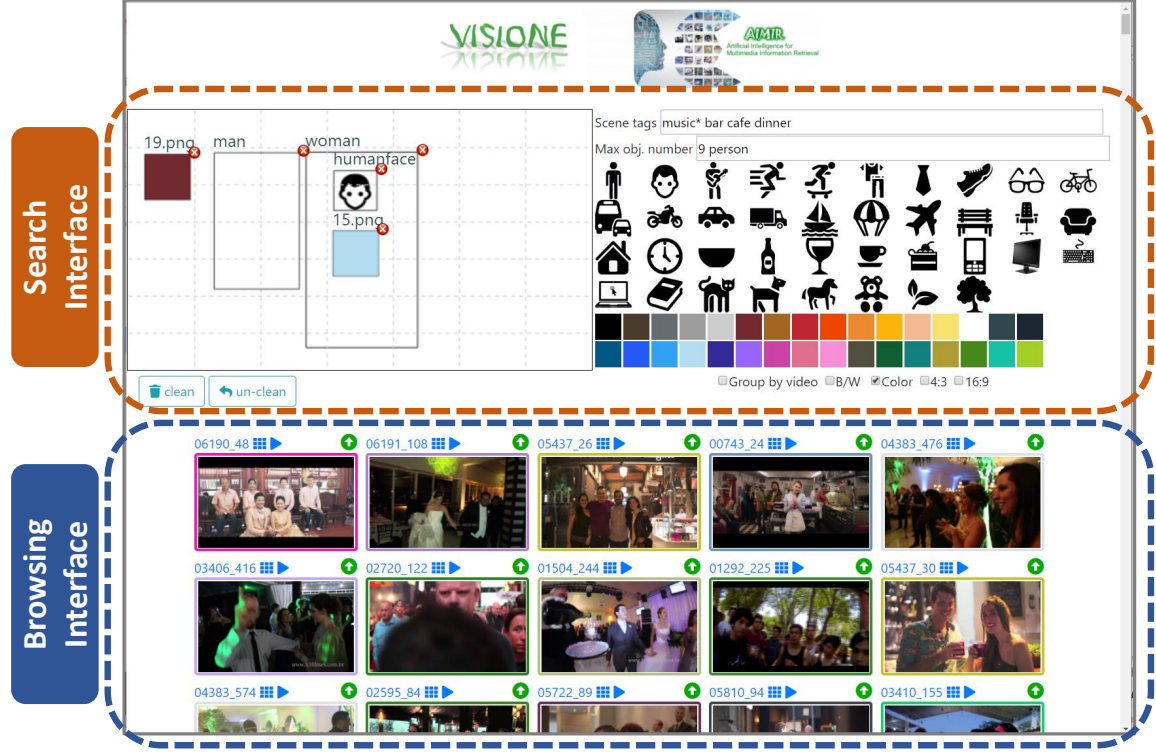 VISIONE
AIMIR
Artificial Intelligence for
Multimedia Information Retrieval
Search
Interface
19.png
man
woman
humanface
15.png
Scene tags music* bar cafe dinner
Max obj. number 9 person
clean
un-clean
Group by video B/W Color 4:3 16:9
Browsing
Interface
06190_48 06191_108 05437_26 00743_24 04383_476
03406_416 02720_122 01504_244 01292_225 05437_30
04383_574 02595_84 05722_89 05810_94 03410_155